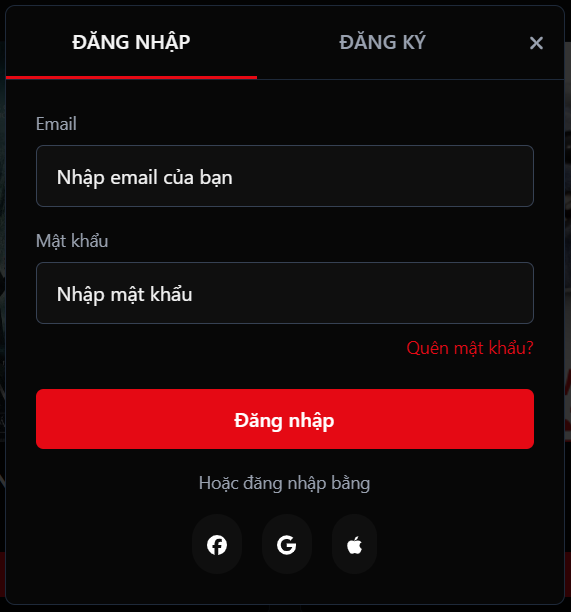 ĐĂNG NHẬP ĐĂNG KÝ
Email
Nhập email của bạn
Mật khẩu
Nhập mật khẩu
Quên mật khẩu?
Đăng nhập
Hoặc đăng nhập bằng